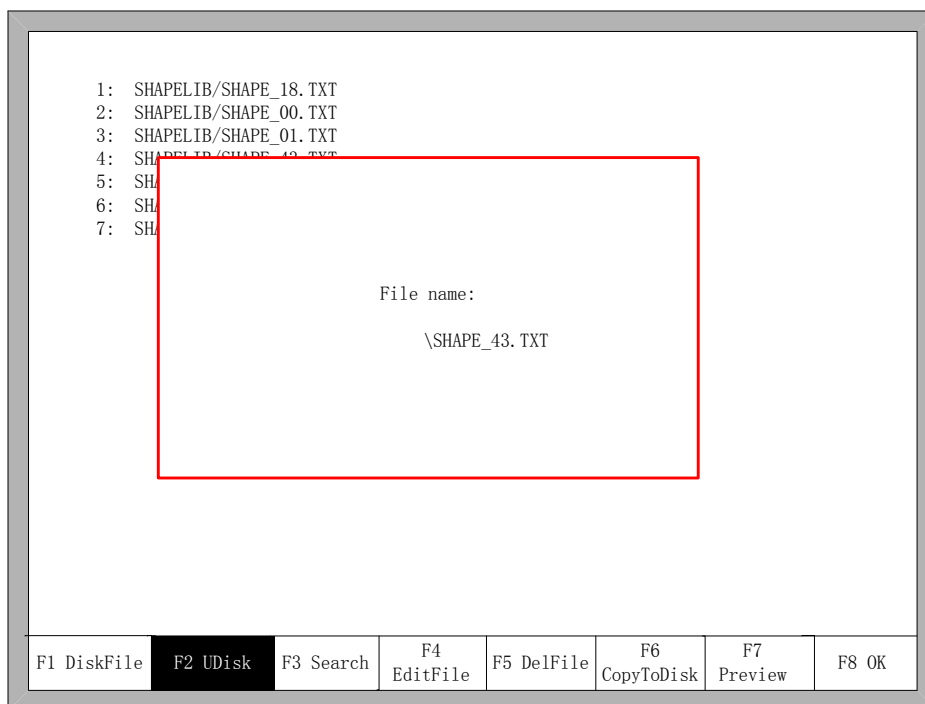 1: SHAPELIB/SHAPE_18.TXT
2: SHAPELIB/SHAPE_00.TXT
3: SHAPELIB/SHAPE_01.TXT
4:
5:
6:
7:
File name:
\SHAPE_43.TXT
F1 DiskFile
F2 UDisk
F3 Search
F4
EditFile
F5 DelFile
F6
CopyToDisk
F7
Preview
F8 OK